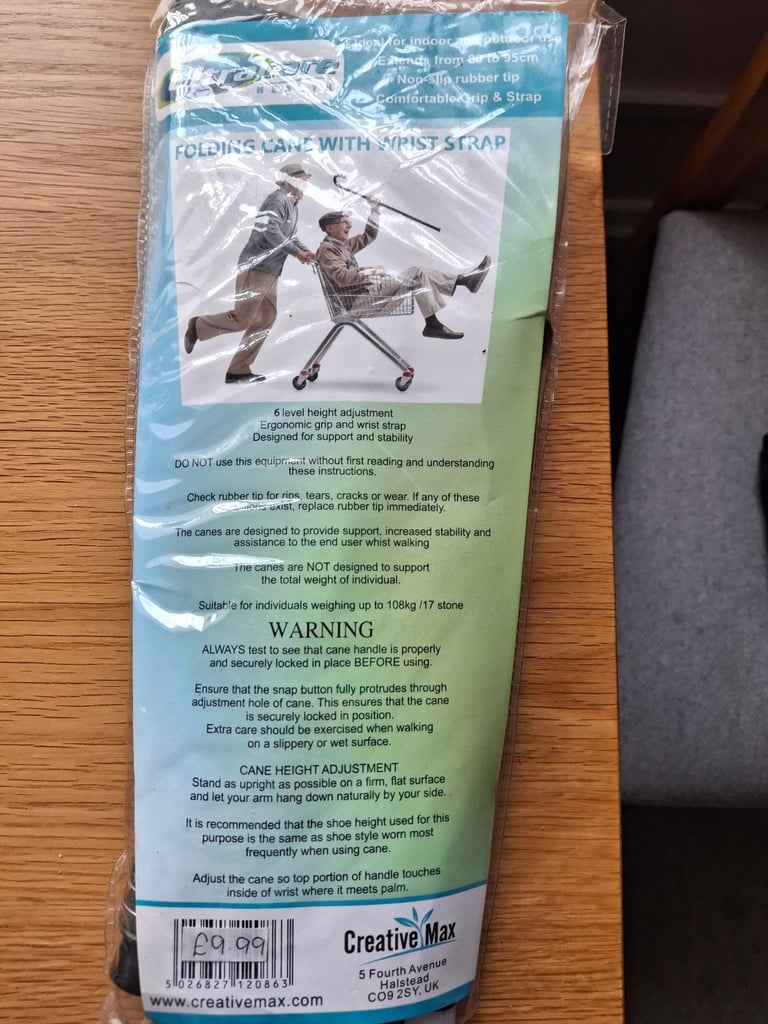 UltraCare
HEALTH
Ideal for indoor and outdoor use
Extends from to 95cm
Non-slip rubber tip
Comfortable Grip & Strap
FOLDING CANE WITH WRIST STRAP
6 level height adjustment
Ergonomic grip and wrist strap
Designed for support and stability
DO NOT use this equipment without first reading and understanding
these instructions.
Check rubber tip for rips, tears, cracks or wear. If any of these
conditions exist, replace rubber tip immediately.
The canes are designed to provide support, increased stability and
assistance to the end user whist walking
The canes are NOT designed to support
the total weight of individual.
Suitable for individuals weighing up to 108kg /17 stone
WARNING
ALWAYS test to see that cane handle is properly
and securely locked in place BEFORE using.
Ensure that the snap button fully protrudes through
adjustment hole of cane. This ensures that the cane
is securely locked in position.
Extra care should be exercised when walking
on a slippery or wet surface.
CANE HEIGHT ADJUSTMENT
Stand as upright as possible on a firm, flat surface
and let your arm hang down naturally by your side.
It is recommended that the shoe height used for this
purpose is the same as shoe style worn most
frequently when using cane.
Adjust the cane so top portion of handle touches
inside of wrist where it meets palm.
£9.99
5 026827 120863
www.creativemax.com
Creative Max
5 Fourth Avenue
Halstead
CO9 2SY, UK